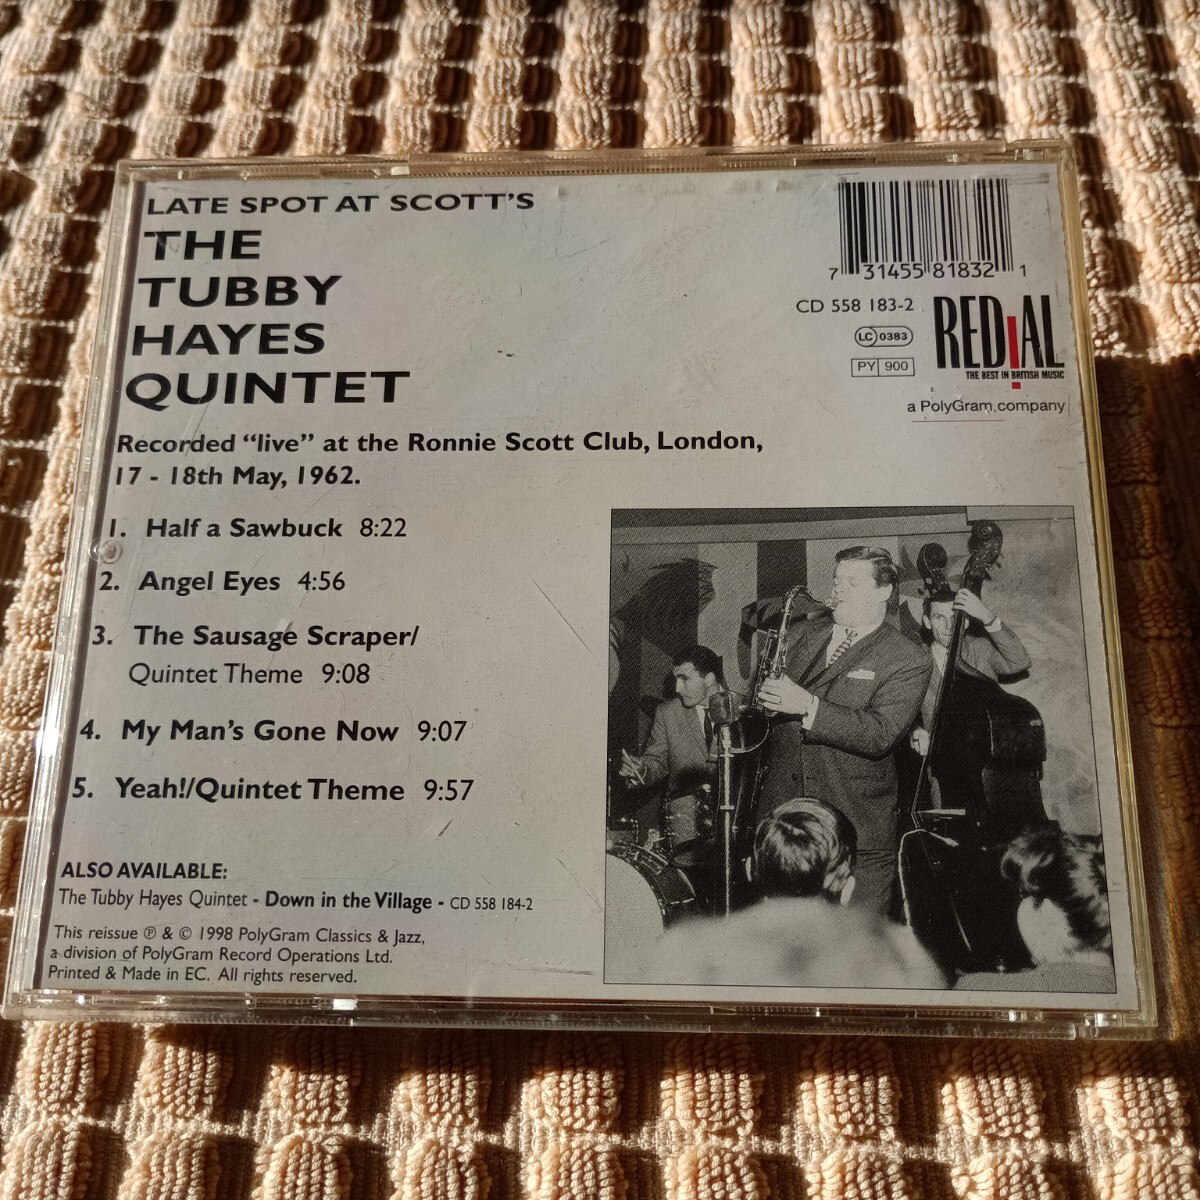 LATE SPOT AT SCOTT'S
THE
TUBBY
HAYES
QUINTET
7 31455 81832 1
CD 558 183-2
LC 0383
PY 900
REDiAL
THE BEST IN BRITISH MUSIC
a PolyGram company
Recorded “live” at the Ronnie Scott Club, London,
17 - 18th May, 1962.
1. Half a Sawbuck 8:22
2. Angel Eyes 4:56
3. The Sausage Scraper/
Quintet Theme 9:08
4. My Man's Gone Now 9:07
5. Yeah!/Quintet Theme 9:57
ALSO AVAILABLE:
The Tubby Hayes Quintet - Down in the Village - CD 558 184-2
This reissue ℗ & © 1998 PolyGram Classics & Jazz,
a division of PolyGram Record Operations Ltd.
Printed & Made in EC. All rights reserved.